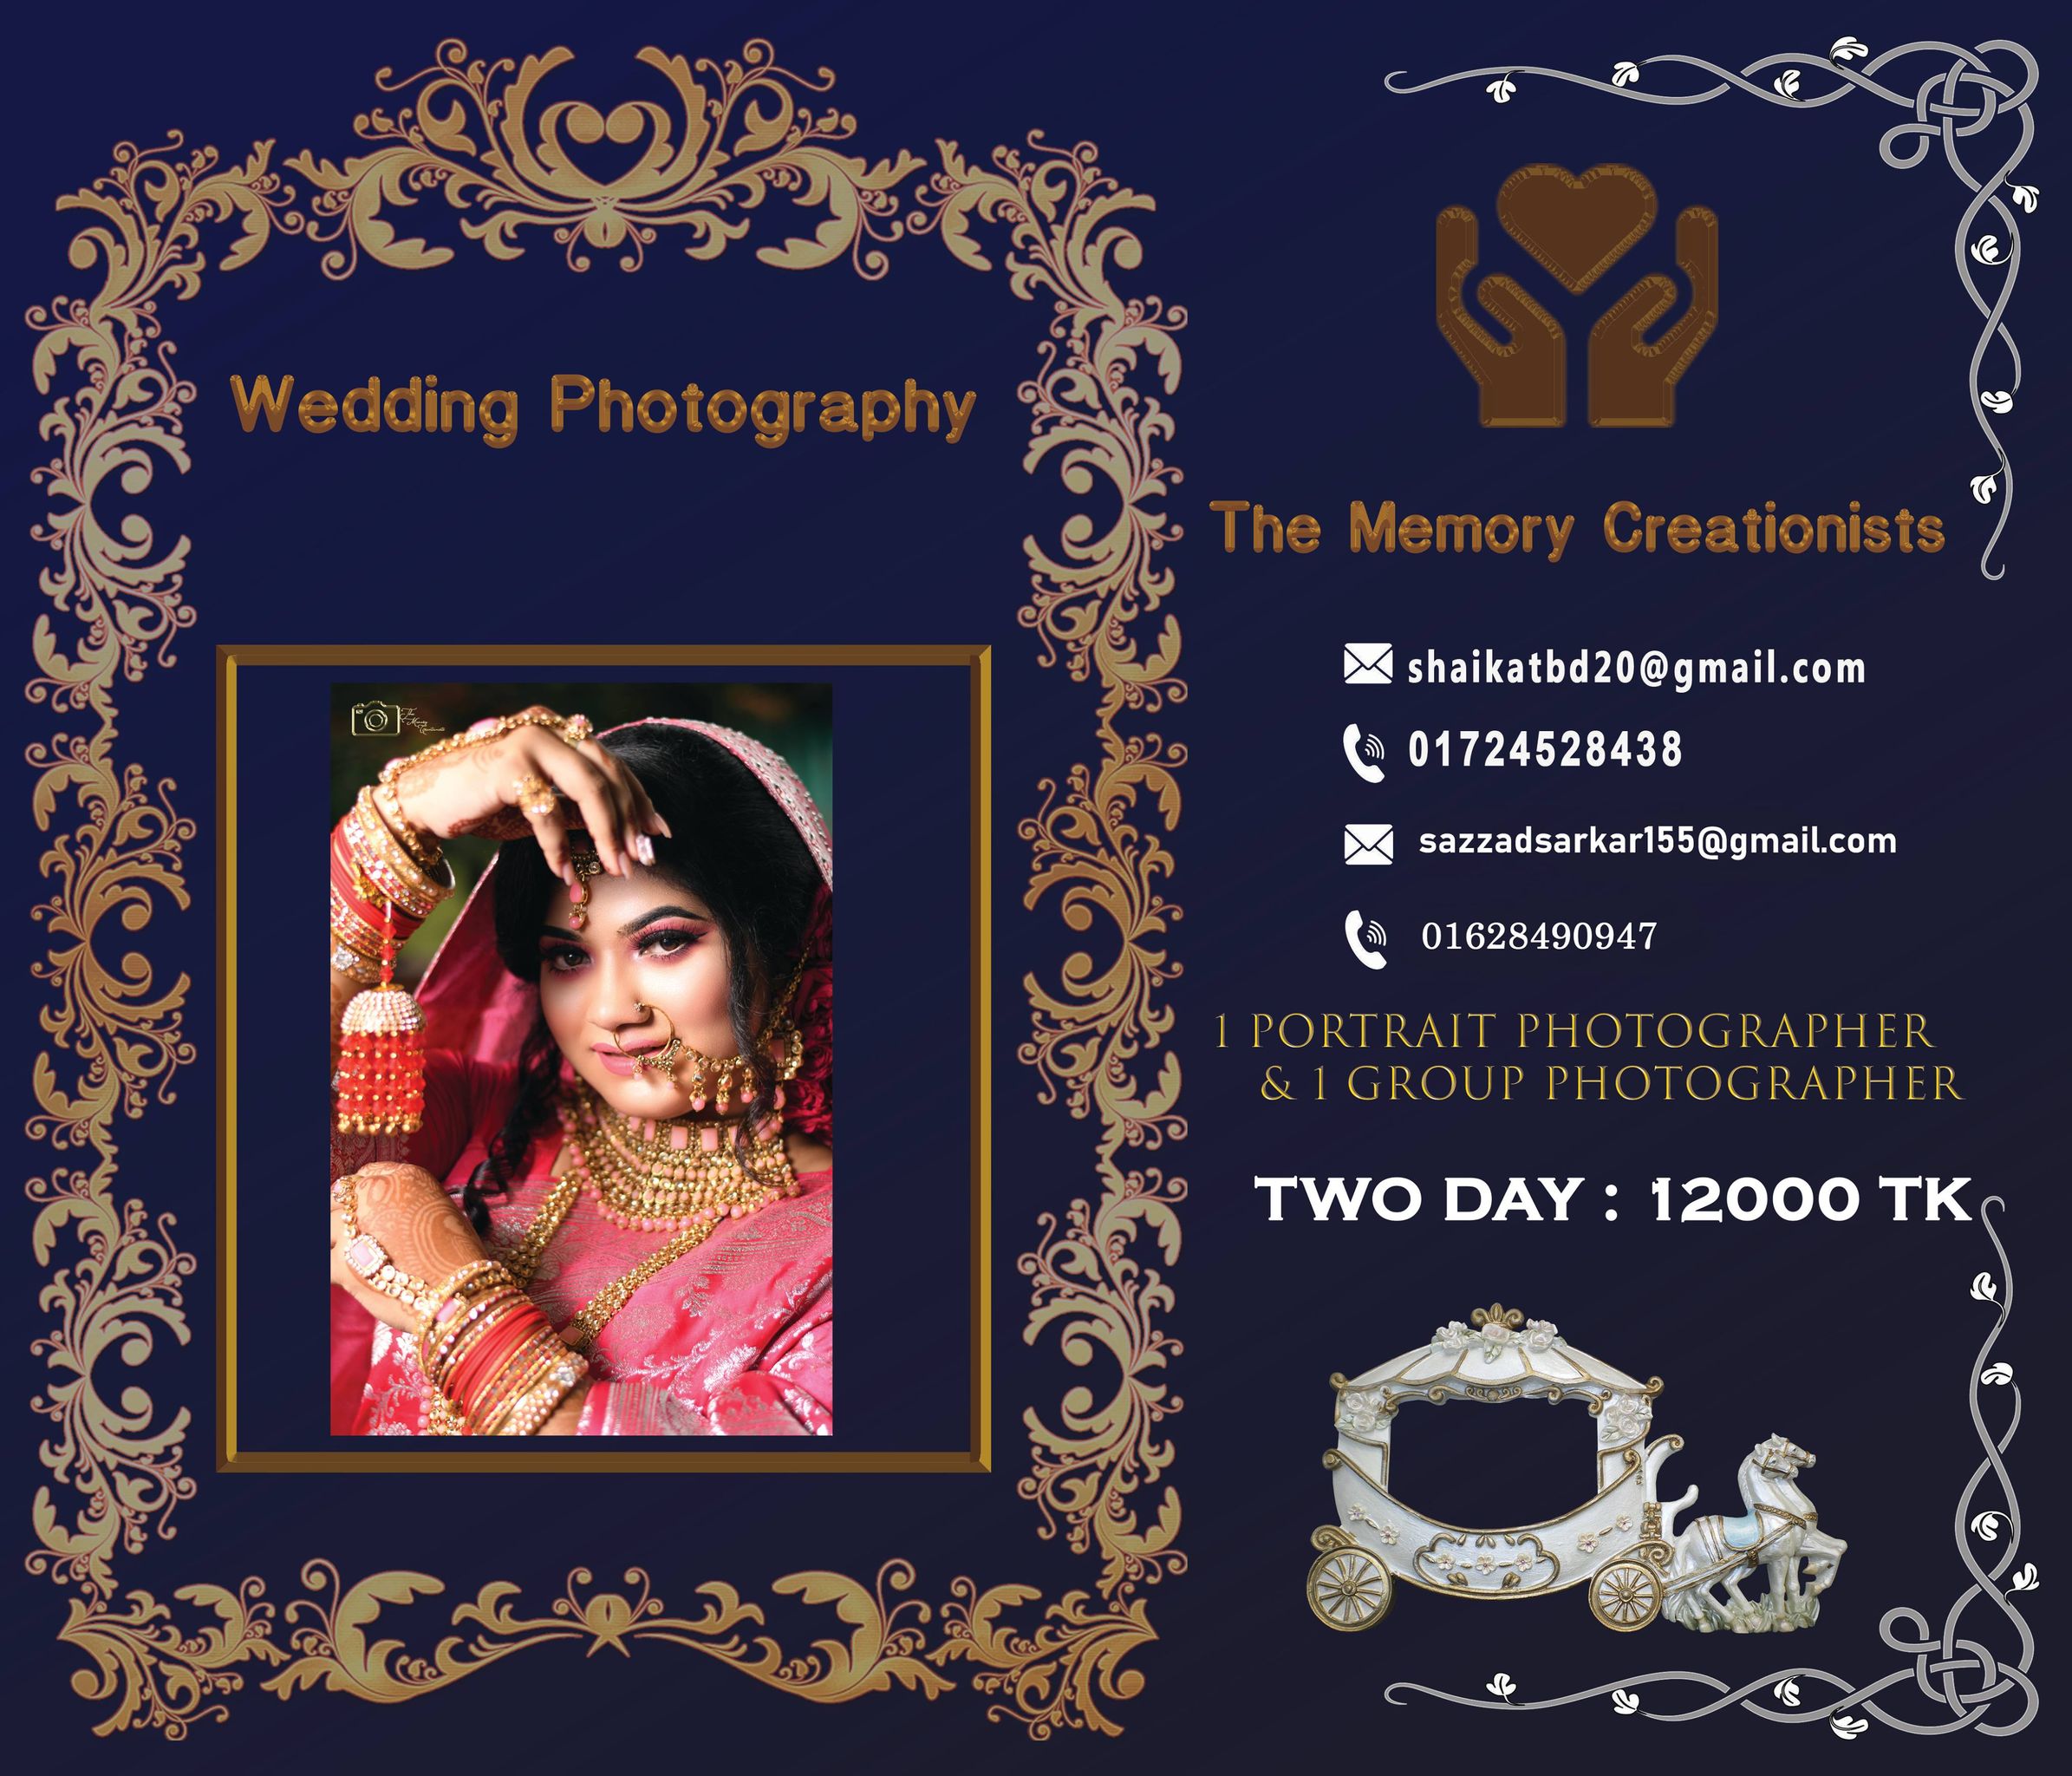 Wedding Photography
The Memory Creationists
shaikatbd20@gmail.com
01724528438
sazzadsarkar155@gmail.com
01628490947
1 PORTRAIT PHOTOGRAPHER
& 1 GROUP PHOTOGRAPHER
TWO DAY : 12000 TK